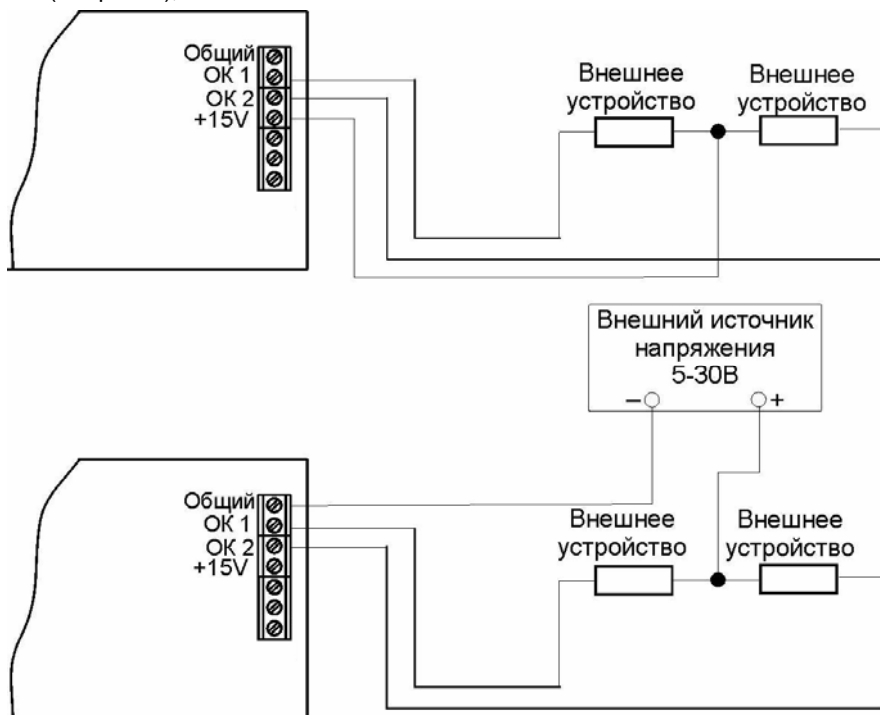 Общий
ОК 1
ОК 2
+15V
Внешнее
устройство
Внешнее
устройство
Внешний источник
напряжения
5-30В
–
+
Общий
ОК 1
ОК 2
+15V
Внешнее
устройство
Внешнее
устройство